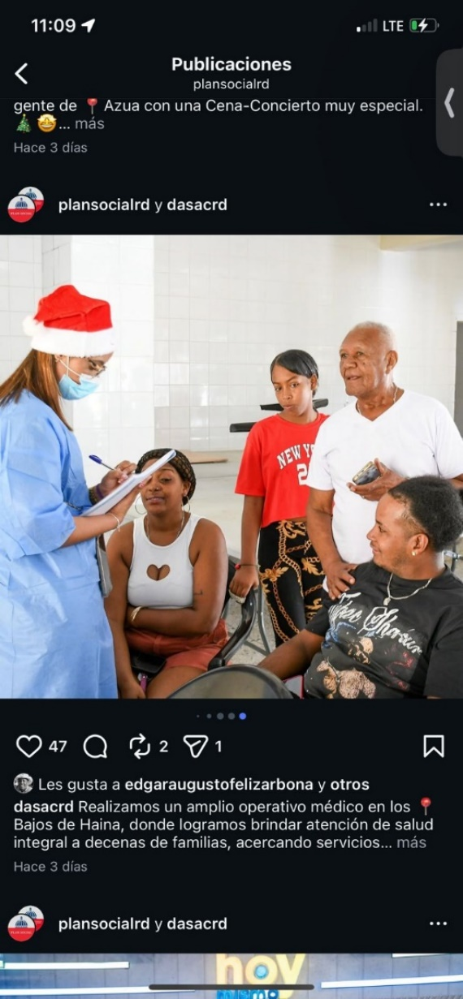 11:09
LTE
Publicaciones
plansocialrd
gente de 📍 Azua con una Cena-Concierto muy especial.
🎄 🤩... más
Hace 3 días
plansocialrd y dasacrd
NEW Y
2
47
2
1
Les gusta a edgaraugustofelizarbona y otros
dasacrd Realizamos un amplio operativo médico en los 📍
Bajos de Haina, donde logramos brindar atención de salud
integral a decenas de familias, acercando servicios... más
Hace 3 días
plansocialrd y dasacrd
hoy